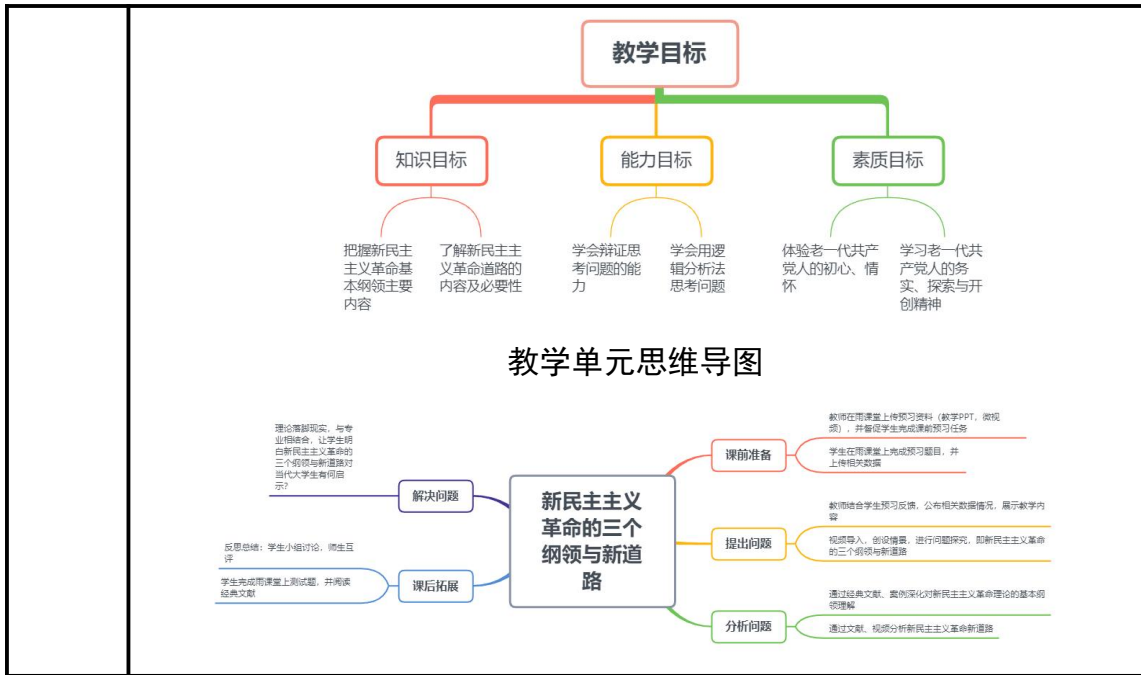 教学目标
知识目标
能力目标
素质目标
把握新民主
主义革命基
本纲领主要
内容
了解新民主主
义革命道路的
内容及必要性
学会辩证思
考问题的能
力
学会用逻
辑分析法
思考问题
体验老一代共产
党人的初心、情
怀
学习老一代共
产党人的务
实、探索与开
创精神
教学单元思维导图
新民主主义
革命的三个
纲领与新道
路
课前准备
教师在雨课堂上传预习资料（教学PPT，微视
频），并督促学生完成课前预习任务
学生在雨课堂上完成预习题目，并
上传相关数据
提出问题
教师结合学生预习反馈，公布相关数据情况，展示教学内
容
视频导入，创设情景，进行问题探究，即新民主主义革命
的三个纲领与新道路
分析问题
通过经典文献、案例深化对新民主主义革命理论的基本纲
领理解
通过文献、视频分析新民主主义革命新道路
解决问题
理论落脚现实，与专
业相结合，让学生明
白新民主主义革命的
三个纲领与新道路对
当代大学生有何启
示？
课后拓展
反思总结：学生小组讨论，师生互
评
学生完成雨课堂上测试题，并阅读
经典文献